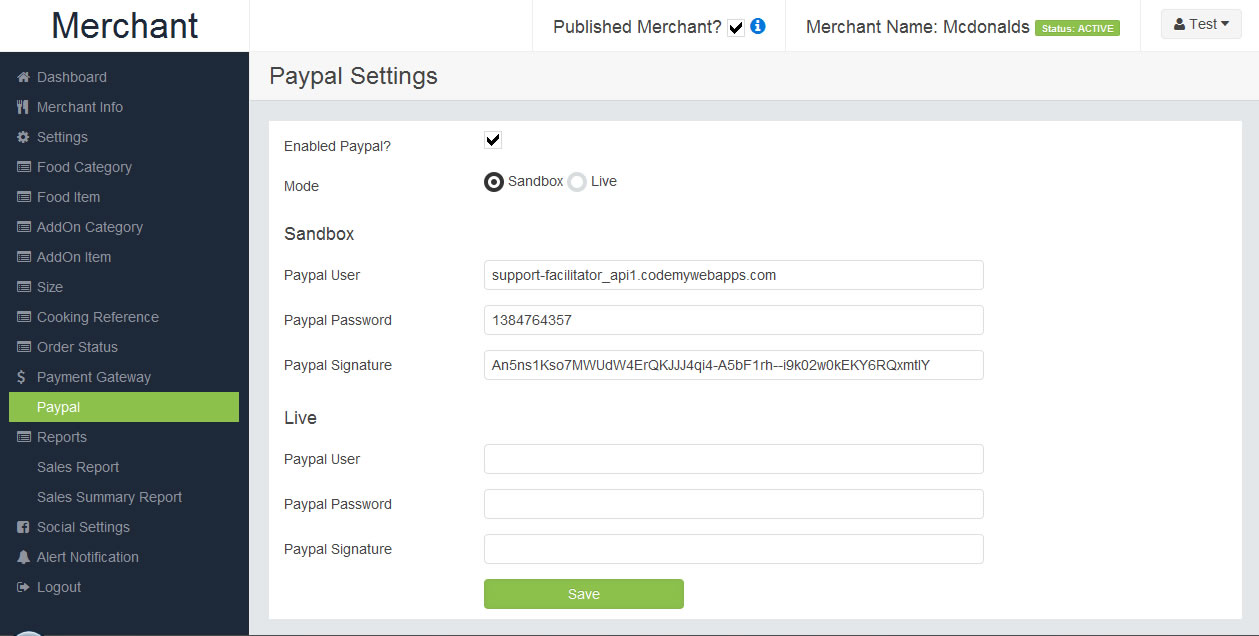 Merchant
Published Merchant?
Merchant Name: Mcdonalds Status: ACTIVE
Test
Dashboard
Merchant Info
Settings
Food Category
Food Item
AddOn Category
AddOn Item
Size
Cooking Reference
Order Status
Payment Gateway
Paypal
Reports
Sales Report
Sales Summary Report
Social Settings
Alert Notification
Logout
Paypal Settings
Enabled Paypal?
Mode Sandbox Live
Sandbox
Paypal User support-facilitator_api1.codemywebapps.com
Paypal Password 1384764357
Paypal Signature An5ns1Kso7MWUdW4ErQKJJJ4qi4-A5bF1rh--i9k02w0kEKY6RQxmtlY
Live
Paypal User
Paypal Password
Paypal Signature
Save